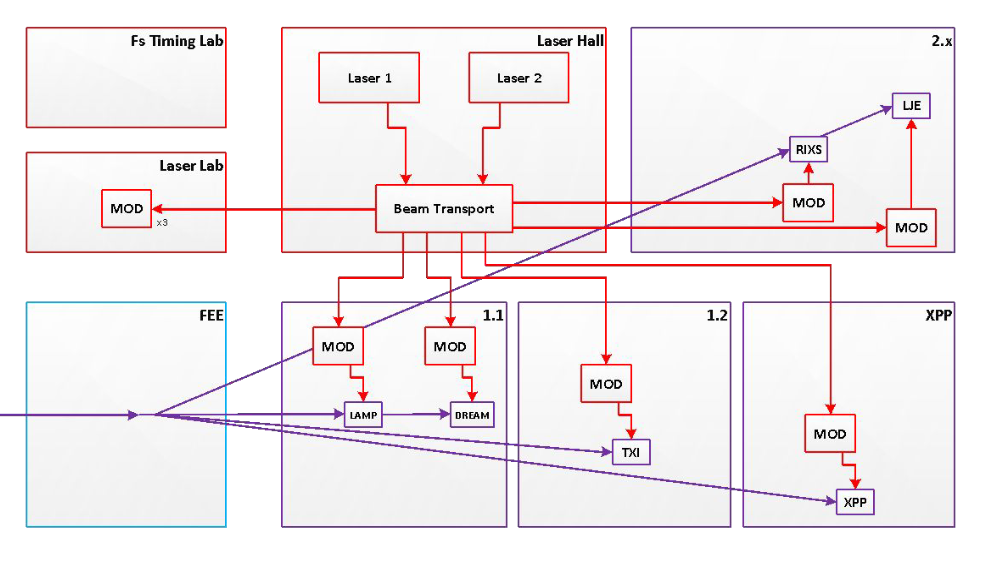 Fs Timing Lab
Laser Hall
2.x
Laser 1
Laser 2
LJE
RIXS
Laser Lab
MOD
x3
Beam Transport
MOD
MOD
FEE
1.1
1.2
XPP
MOD
MOD
MOD
MOD
LAMP
DREAM
TXI
XPP